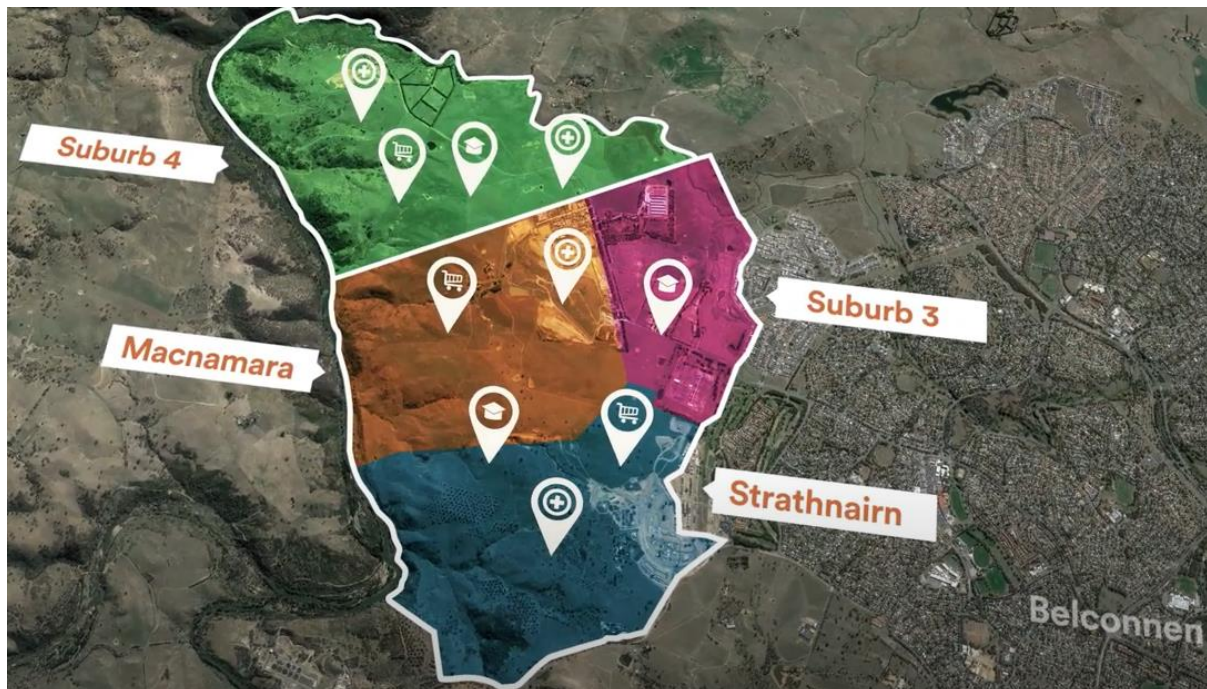 Suburb 4
Suburb 3
Macnamara
Strathnairn
Belconnen